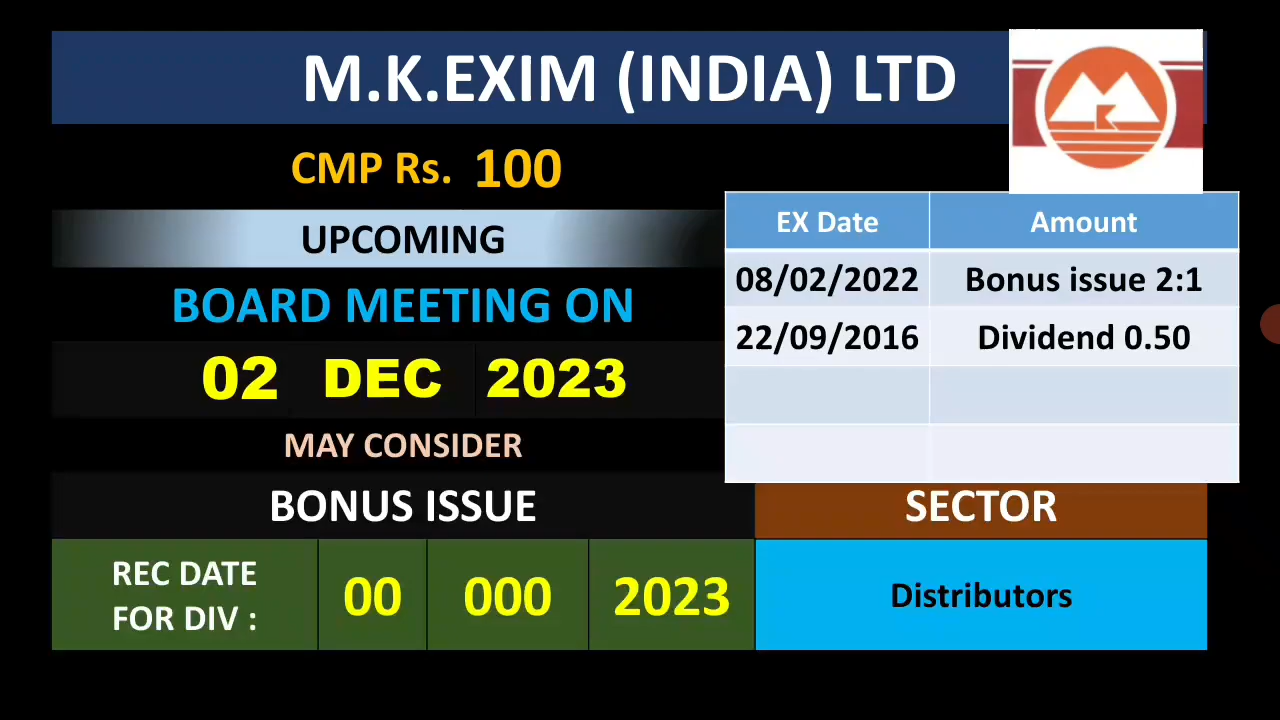 M.K.EXIM (INDIA) LTD
CMP Rs. 100
UPCOMING
BOARD MEETING ON
02 DEC 2023
MAY CONSIDER
BONUS ISSUE
REC DATE
FOR DIV :
00 000 2023
EX Date Amount
08/02/2022 Bonus issue 2:1
22/09/2016 Dividend 0.50
SECTOR
Distributors